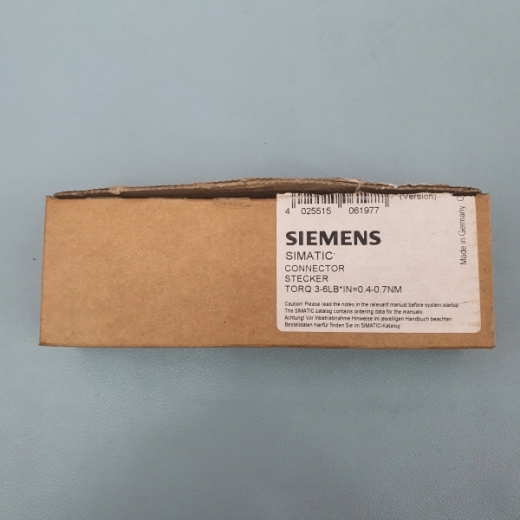 (Version)
4 025515 061977
SIEMENS
SIMATIC
CONNECTOR
STECKER
TORQ 3-6LB*IN=0,4-0.7NM
Made in Germany
Caution! Please read the notes in the relevant manual before system startup
The SIMATIC catalog contains ordering data for the manuals
Achtung! Vor Inbetriebnahme Hinweise im jeweiligen Handbuch beachten
Bestelldaten hierfür finden Sie im SIMATIC-Katalog